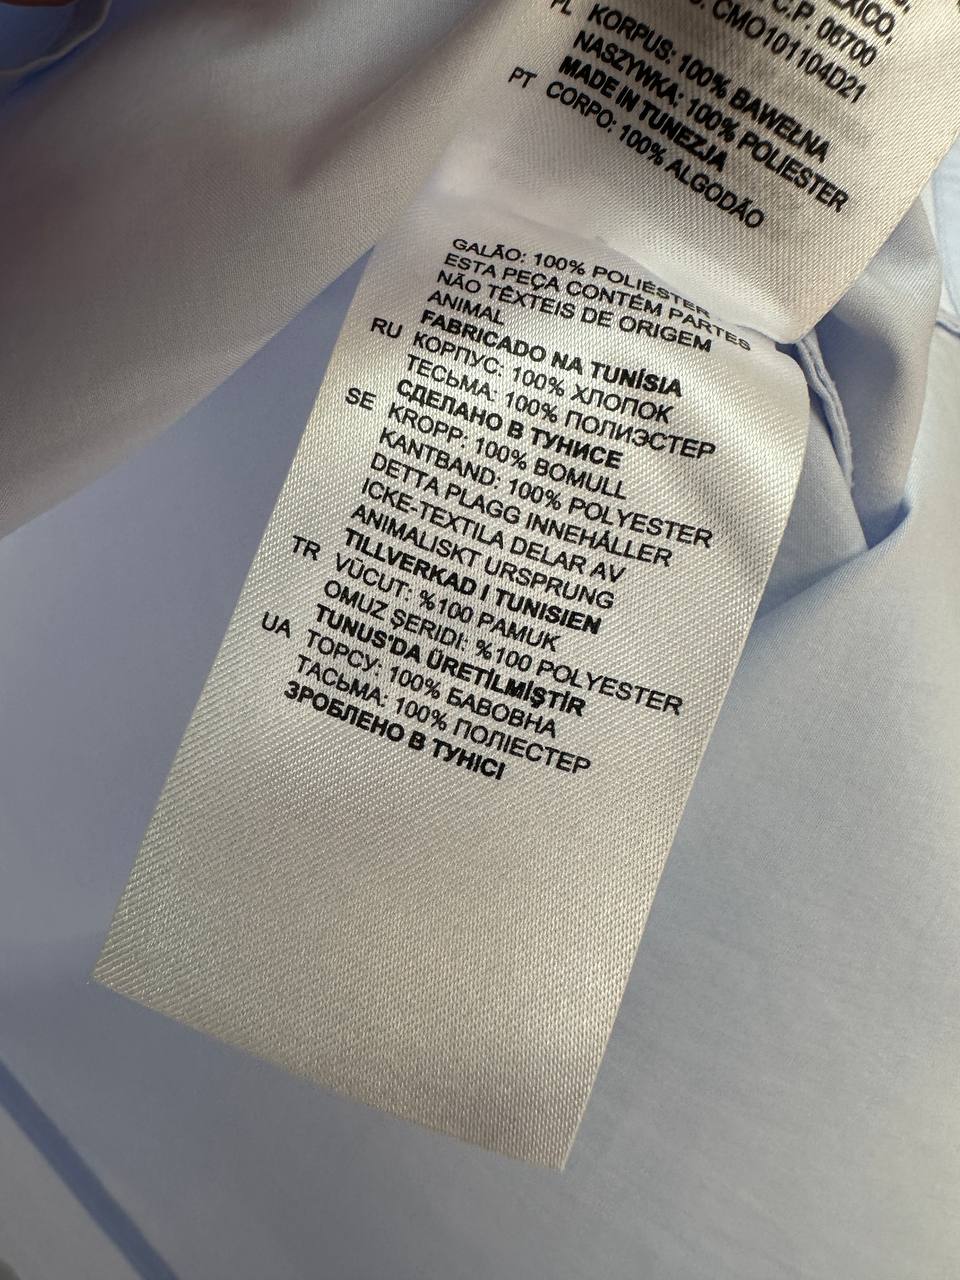 C.P. 06700
CMO101104D21
PL KORPUS: 100% BAWEŁNA
NASZYWKA: 100% POLIESTER
MADE IN TUNEZJA
PT CORPO: 100% ALGODÃO
GALÃO: 100% POLIÉSTER
ESTA PEÇA CONTÉM PARTES
NÃO TÊXTEIS DE ORIGEM
ANIMAL
FABRICADO NA TUNÍSIA
RU КОРПУС: 100% ХЛОПОК
ТЕСЬМА: 100% ПОЛИЭСТЕР
СДЕЛАНО В ТУНИСЕ
SE KROPP: 100% BOMULL
KANTBAND: 100% POLYESTER
DETTA PLAGG INNEHÅLLER
ICKE-TEXTILA DELAR AV
ANIMALISKT URSPRUNG
TILLVERKAD I TUNISIEN
TR VÜCUT: %100 PAMUK
OMUZ ŞERIDI: %100 POLYESTER
TUNUS'DA ÜRETİLMİŞTİR
UA ТОРСУ: 100% БАВОВНА
ТАСЬМА: 100% ПОЛІЕСТЕР
ЗРОБЛЕНО В ТУНІСІ